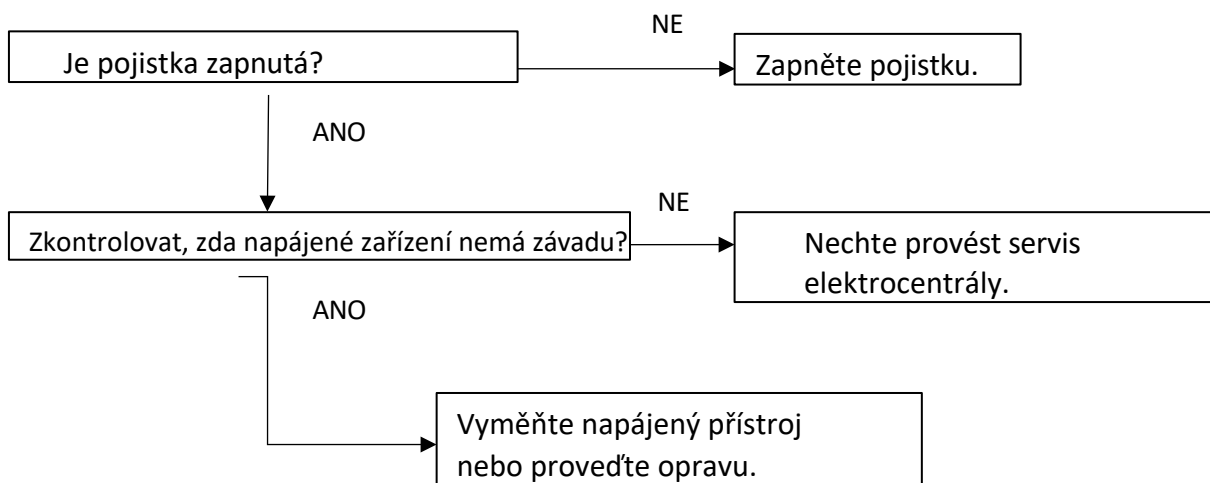 NE
Je pojistka zapnutá?
Zapněte pojistku.
ANO
NE
Zkontrolovat, zda napájené zařízení nemá závadu?
Nechte provést servis
elektrocentrály.
ANO
Vyměňte napájený přístroj
nebo proveďte opravu.